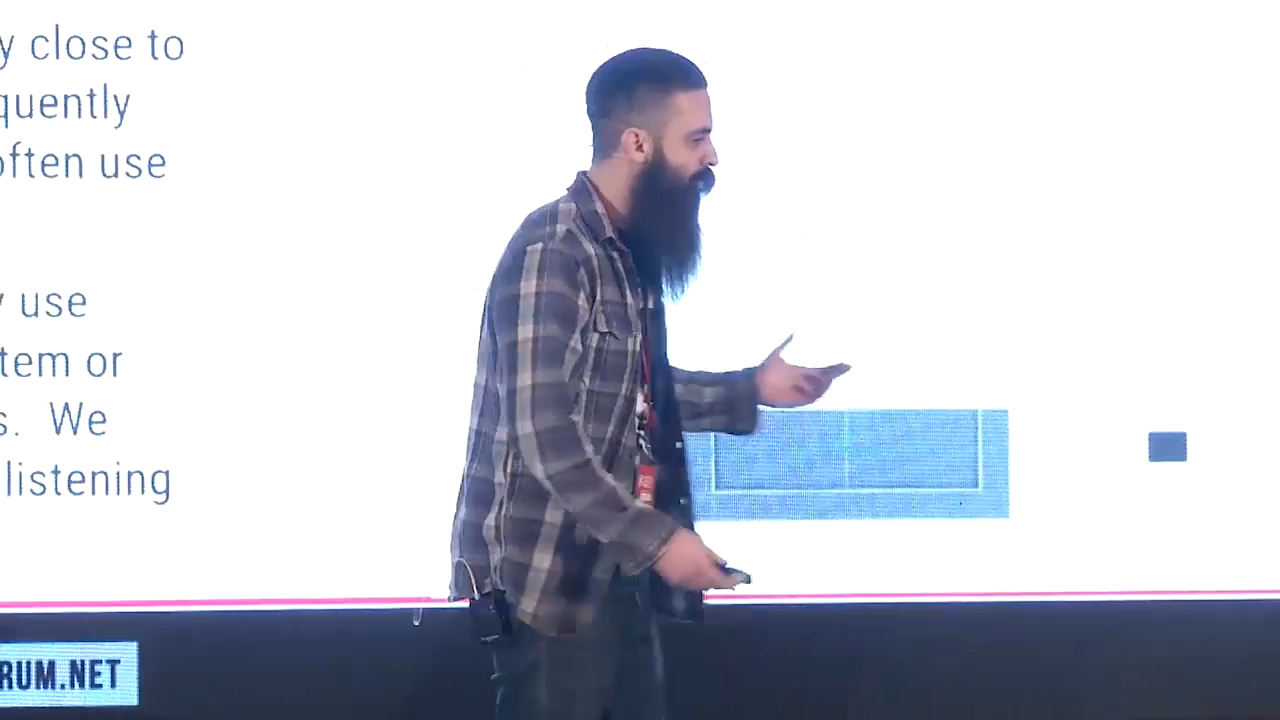 y close to
quently
often use
y use
tem or
s. We
listening
RUM.NET